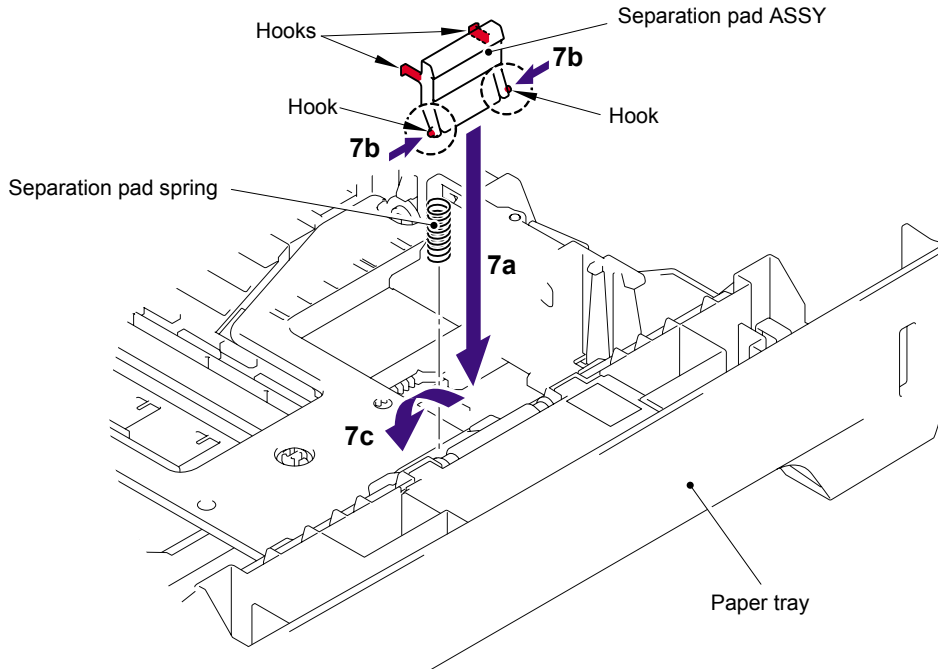 Separation pad ASSY
Hooks
7b
Hook
Hook
7b
Separation pad spring
7a
7c
Paper tray